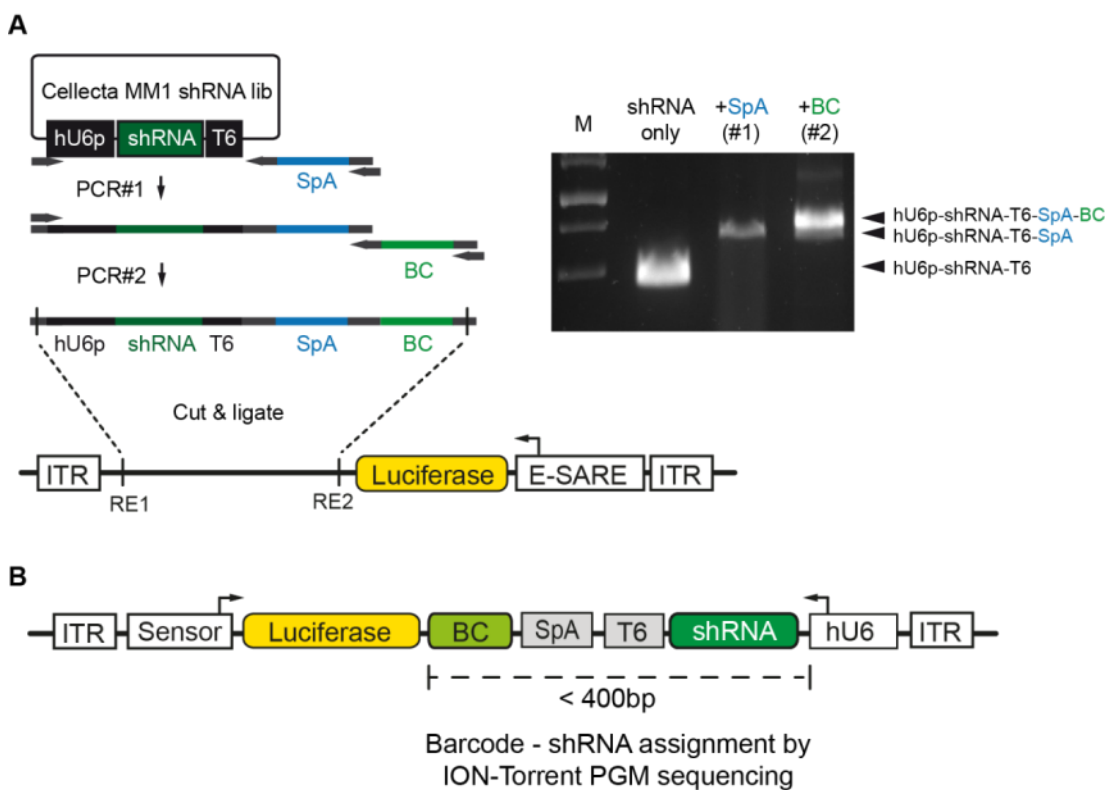 A
Cellecta MM1 shRNA lib
hU6p shRNA T6
SpA
PCR#1
BC
PCR#2
hU6p shRNA T6 SpA BC
Cut & ligate
ITR RE1 RE2 Luciferase E-SARE ITR
M shRNA only +SpA (#1) +BC (#2)
hU6p-shRNA-T6-SpA-BC
hU6p-shRNA-T6-SpA
hU6p-shRNA-T6
B
ITR Sensor Luciferase BC SpA T6 shRNA hU6 ITR
< 400bp
Barcode - shRNA assignment by
ION-Torrent PGM sequencing